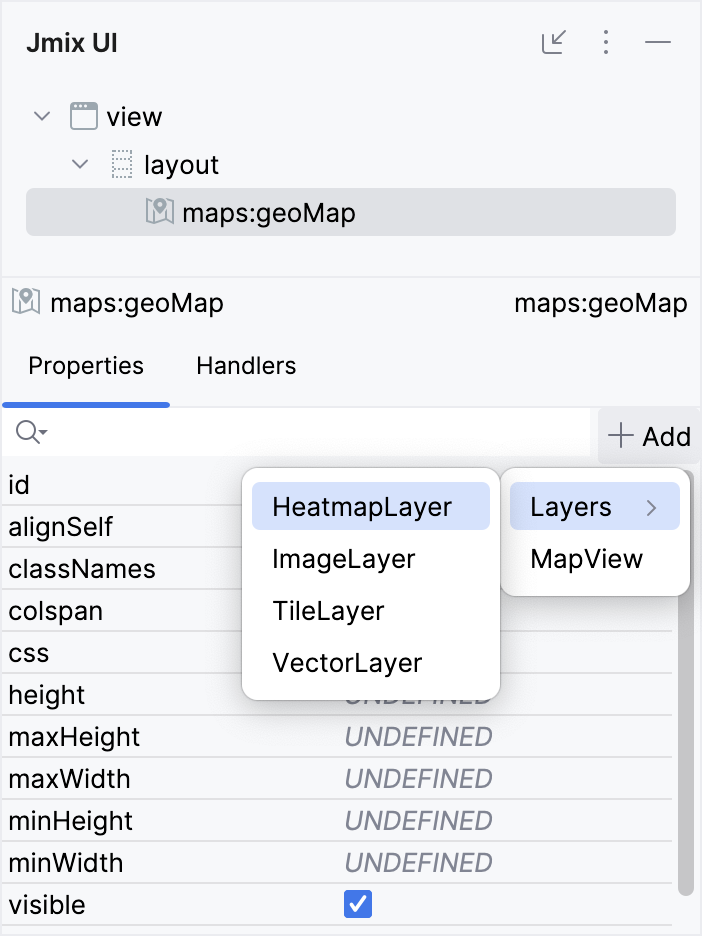 Jmix UI
view
layout
maps:geoMap
maps:geoMap maps:geoMap
Properties Handlers
Add
id
HeatmapLayer Layers
alignSelf
ImageLayer MapView
classNames
colspan
TileLayer
css
VectorLayer
height UNDEFINED
maxHeight UNDEFINED
maxWidth UNDEFINED
minHeight UNDEFINED
minWidth UNDEFINED
visible